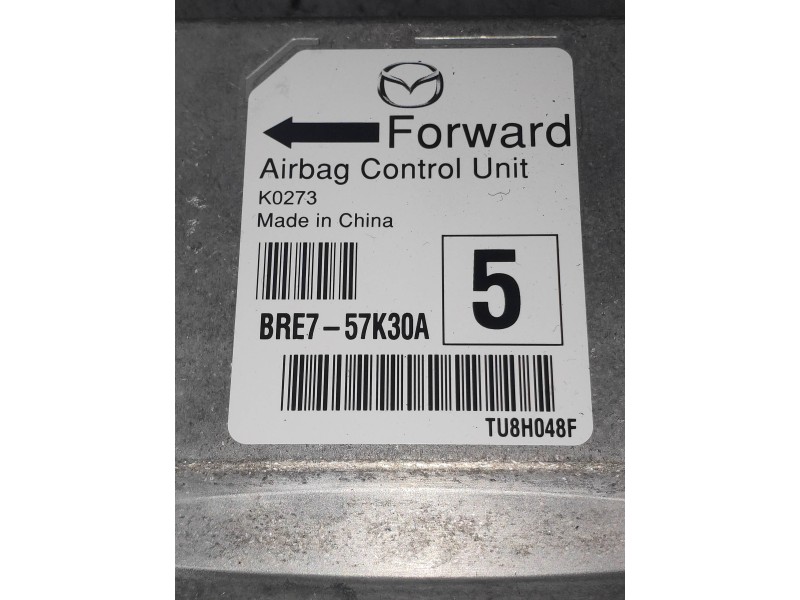 Forward
Airbag Control Unit
K0273
Made in China
5
BRE7-57K30A
TU8H048F